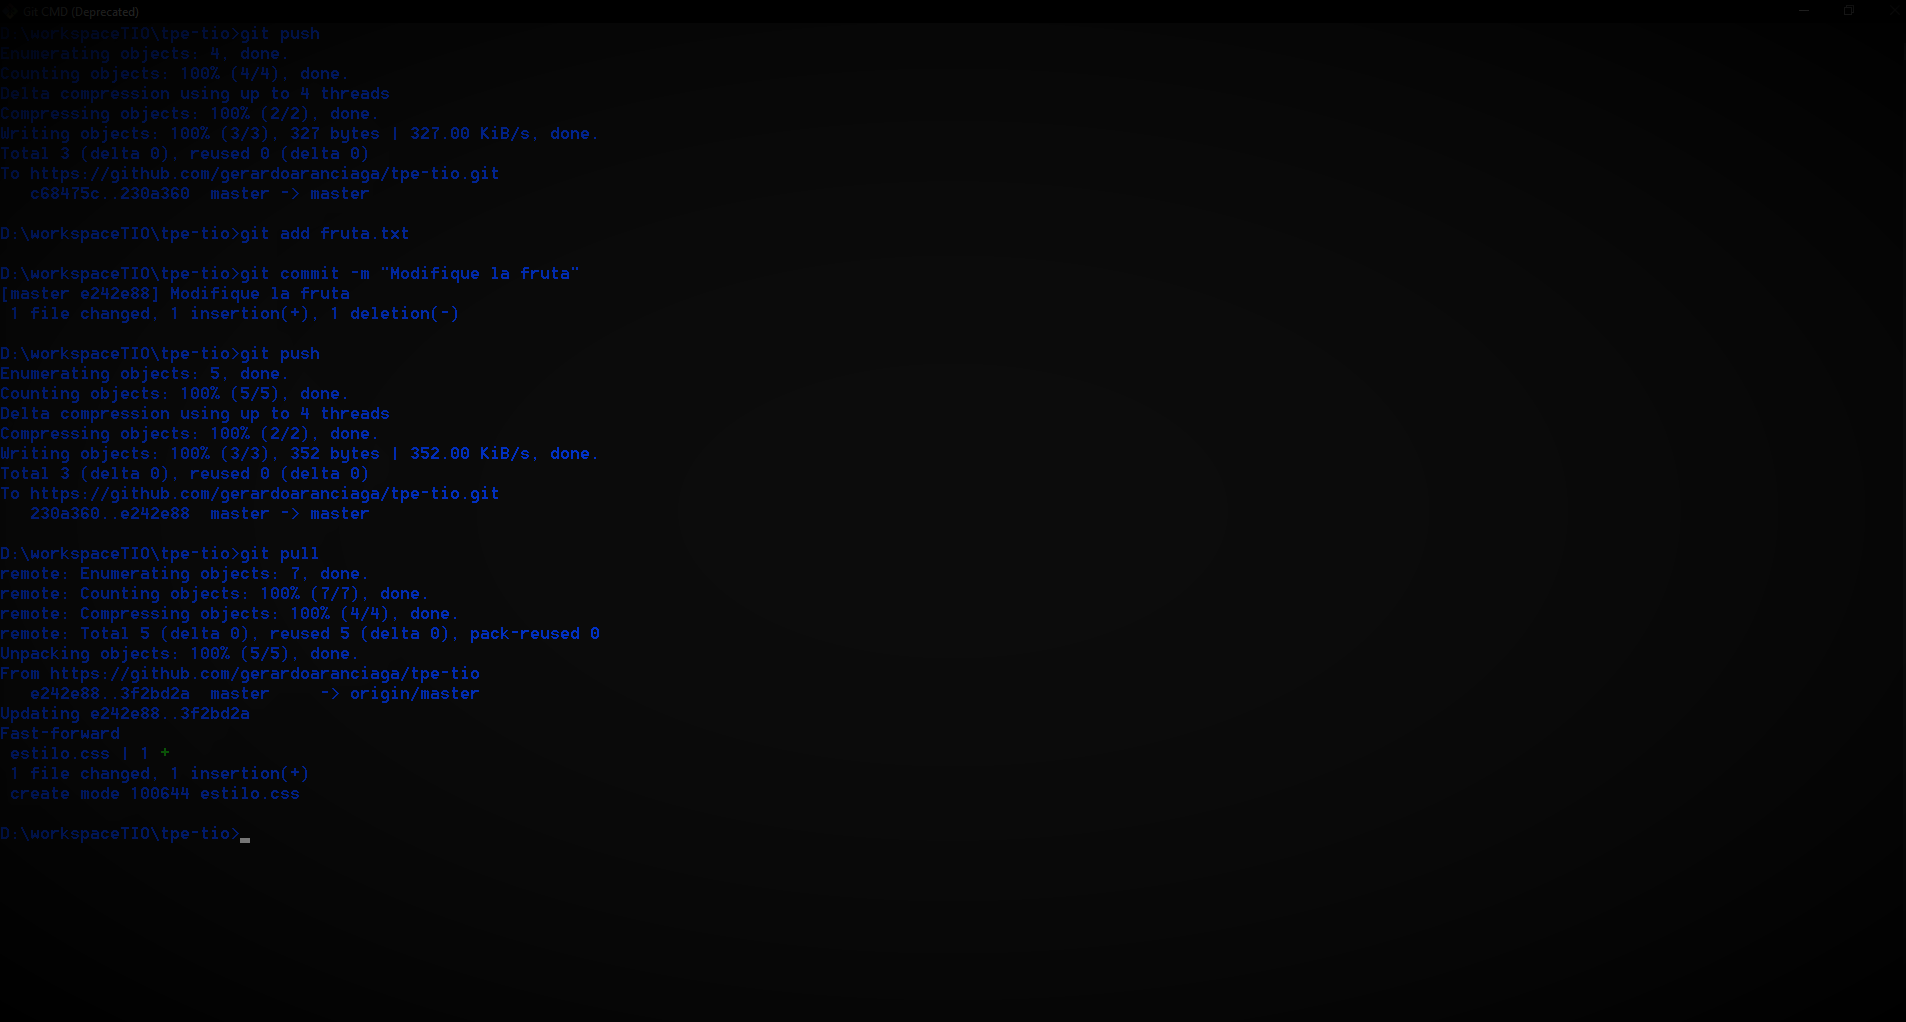 Git CMD (Deprecated)
D:\workspaceTIO\tpe-tio>git push
Enumerating objects: 4, done.
Counting objects: 100% (4/4), done.
Delta compression using up to 4 threads
Compressing objects: 100% (2/2), done.
Writing objects: 100% (3/3), 327 bytes | 327.00 KiB/s, done.
Total 3 (delta 0), reused 0 (delta 0)
To https://github.com/gerardoaranciaga/tpe-tio.git
   c68475c..230a360  master -> master

D:\workspaceTIO\tpe-tio>git add fruta.txt

D:\workspaceTIO\tpe-tio>git commit -m "Modifique la fruta"
[master e242e88] Modifique la fruta
 1 file changed, 1 insertion(+), 1 deletion(-)

D:\workspaceTIO\tpe-tio>git push
Enumerating objects: 5, done.
Counting objects: 100% (5/5), done.
Delta compression using up to 4 threads
Compressing objects: 100% (2/2), done.
Writing objects: 100% (3/3), 352 bytes | 352.00 KiB/s, done.
Total 3 (delta 0), reused 0 (delta 0)
To https://github.com/gerardoaranciaga/tpe-tio.git
   230a360..e242e88  master -> master

D:\workspaceTIO\tpe-tio>git pull
remote: Enumerating objects: 7, done.
remote: Counting objects: 100% (7/7), done.
remote: Compressing objects: 100% (4/4), done.
remote: Total 5 (delta 0), reused 5 (delta 0), pack-reused 0
Unpacking objects: 100% (5/5), done.
From https://github.com/gerardoaranciaga/tpe-tio
   e242e88..3f2bd2a  master     -> origin/master
Updating e242e88..3f2bd2a
Fast-forward
 estilo.css | 1 +
 1 file changed, 1 insertion(+)
 create mode 100644 estilo.css

D:\workspaceTIO\tpe-tio>